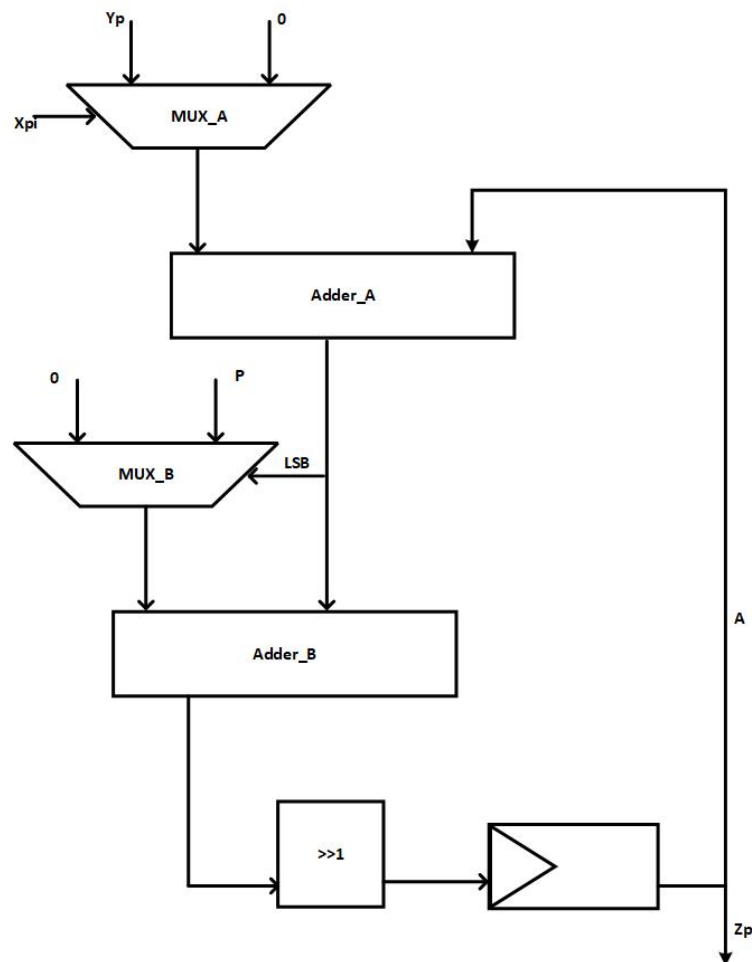 Yp
0
MUX_A
Xpi
Adder_A
0
P
MUX_B
LSB
Adder_B
A
>>1
Zp